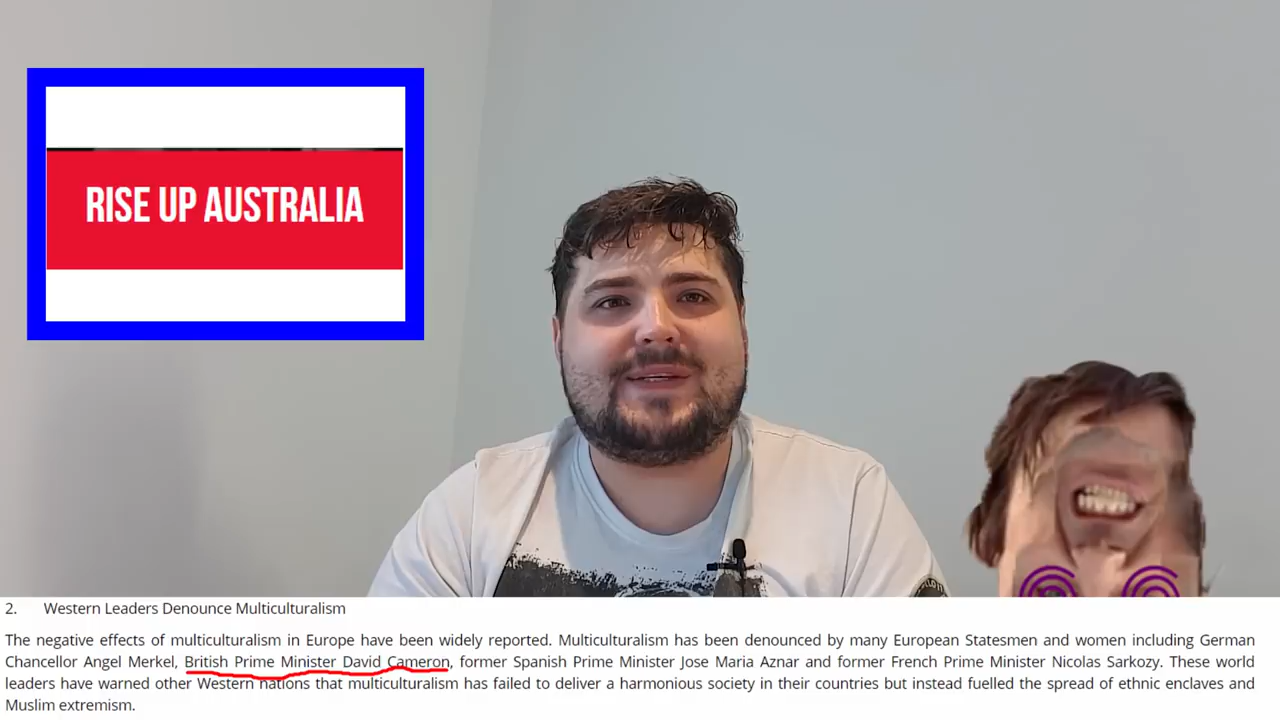 RISE UP AUSTRALIA
2. Western Leaders Denounce Multiculturalism
The negative effects of multiculturalism in Europe have been widely reported. Multiculturalism has been denounced by many European Statesmen and women including German
Chancellor Angel Merkel, British Prime Minister David Cameron, former Spanish Prime Minister Jose Maria Aznar and former French Prime Minister Nicolas Sarkozy. These world
leaders have warned other Western nations that multiculturalism has failed to deliver a harmonious society in their countries but instead fuelled the spread of ethnic enclaves and
Muslim extremism.